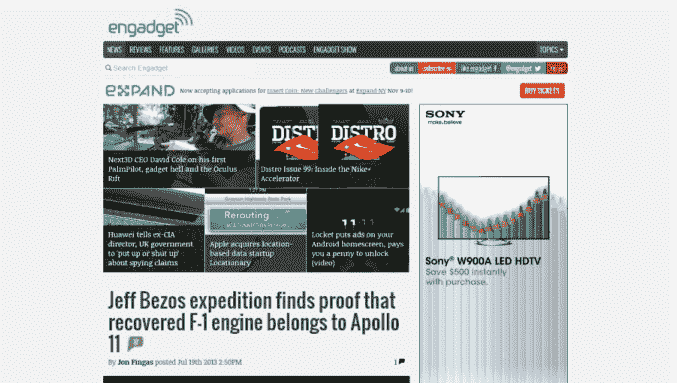 engadget
NEWS REVIEWS FEATURES GALLERIES VIDEOS EVENTS PODCASTS ENGADGET SHOW TOPICS
Search Engadget
about us subscribe like engadget @engadget
EXPAND Now accepting applications for Insert Coin: New Challengers at Expand NY Nov 9-10! BUY TICKETS
DISTRO DISTRO
Next3D CEO David Cole on his first
PalmPilot, gadget hell and the Oculus
Rift
Distro Issue 99: Inside the Nike+
Accelerator
Rerouting
11:11
Huawei tells ex-CIA
director, UK government
to 'put up or shut up'
about spying claims
Apple acquires location-
based data startup
Locationary
Locket puts ads on your
Android homescreen, pays
you a penny to unlock
(video)
SONY
make.believe
Sony® W900A LED HDTV
Save $500 instantly
with purchase.
Jeff Bezos expedition finds proof that
recovered F-1 engine belongs to Apollo
11
By Jon Fingas posted Jul 19th 2013 2:50PM 1